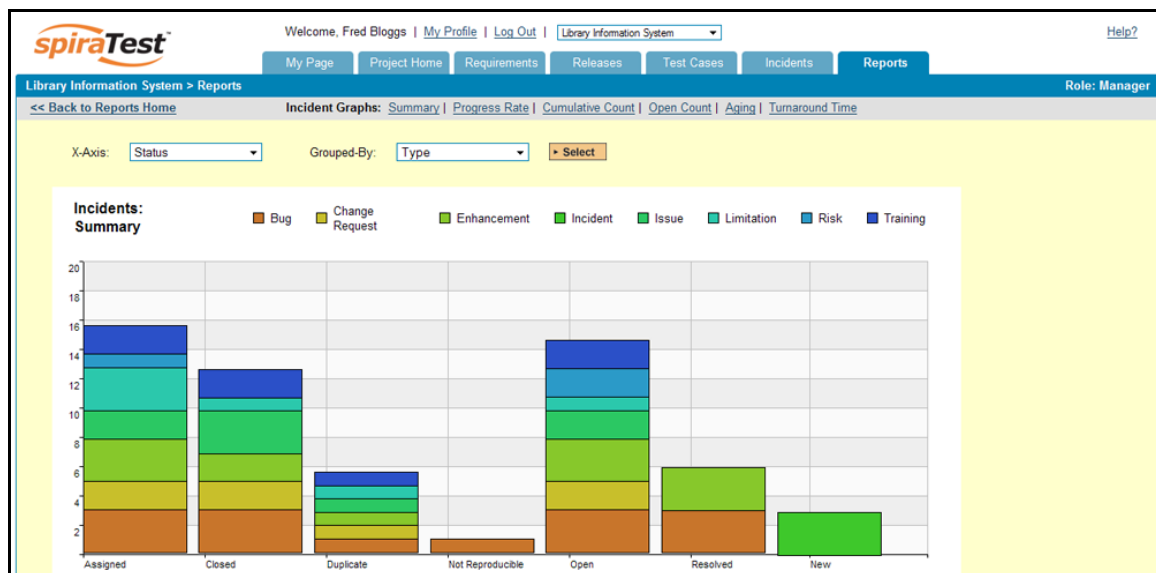 spiraTest™
Welcome, Fred Bloggs | My Profile | Log Out | Library Information System
Help?
My Page Project Home Requirements Releases Test Cases Incidents Reports
Library Information System > Reports
Role: Manager
<< Back to Reports Home
Incident Graphs: Summary | Progress Rate | Cumulative Count | Open Count | Aging | Turnaround Time
X-Axis: Status Grouped-By: Type Select
Incidents:
Summary
Bug
Change
Request
Enhancement
Incident
Issue
Limitation
Risk
Training
20
18
16
14
12
10
8
6
4
2
Assigned Closed Duplicate Not Reproducible Open Resolved New